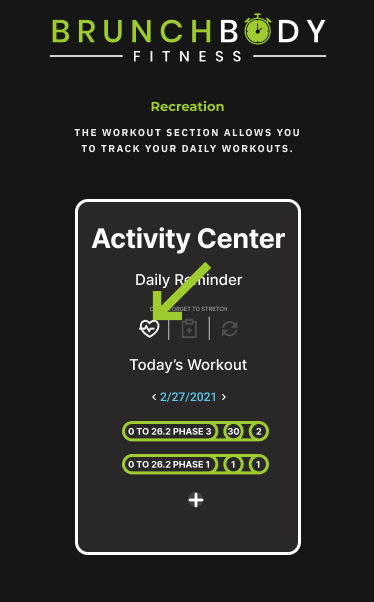 BRUNCHBODY
FITNESS
Recreation
THE WORKOUT SECTION ALLOWS YOU
TO TRACK YOUR DAILY WORKOUTS.
Activity Center
Daily Reminder
FORGET TO STRETCH
Today's Workout
‹ 2/27/2021 ›
0 TO 26.2 PHASE 3 30 2
0 TO 26.2 PHASE 1 1 1
+